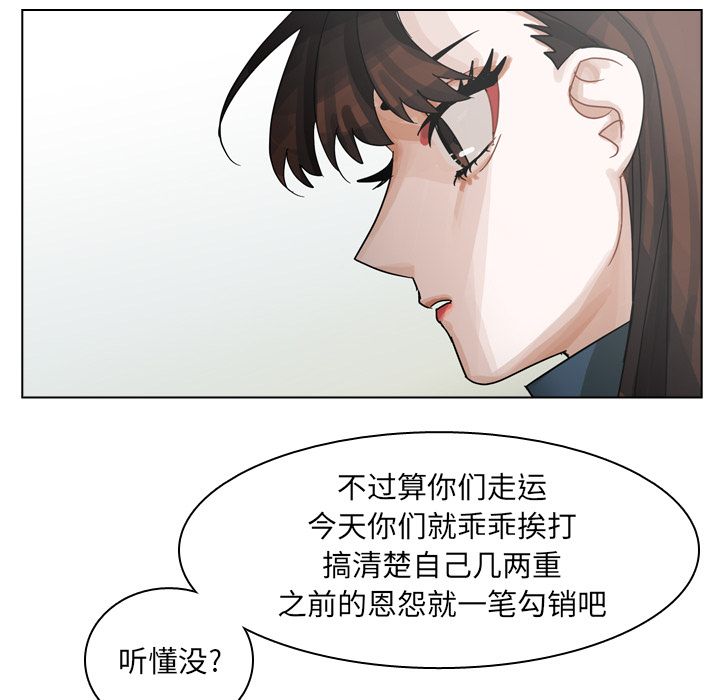 不过算你们走运
今天你们就乖乖挨打
搞清楚自己几两重
之前的恩怨就一笔勾销吧
听懂没?